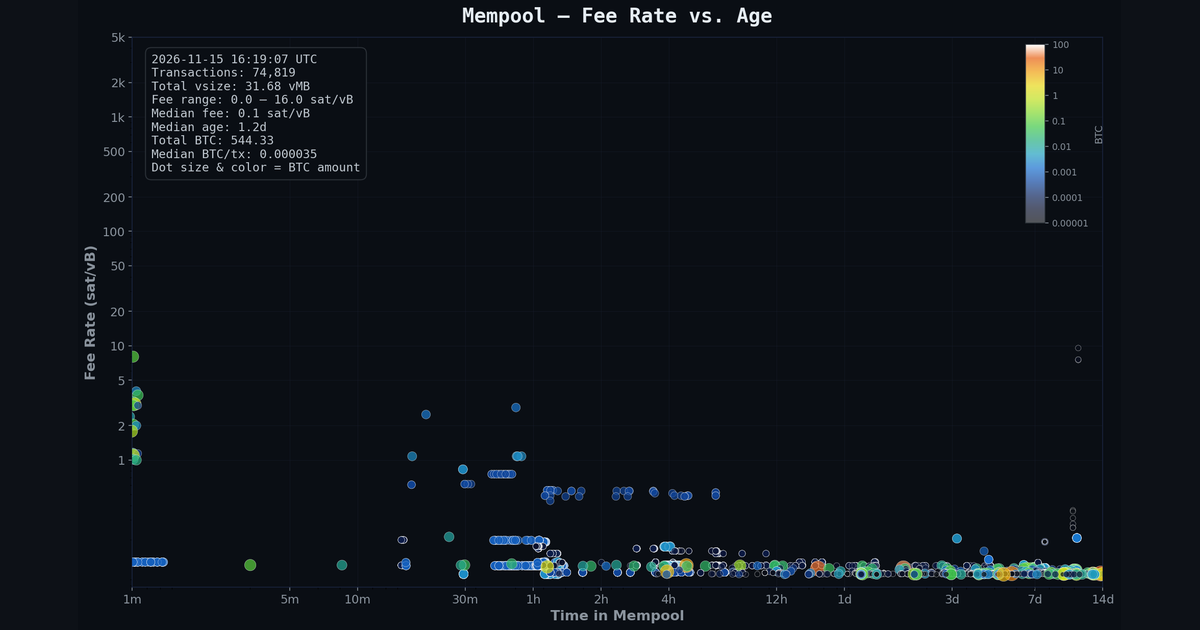 Mempool — Fee Rate vs. Age
2026-11-15 16:19:07 UTC
Transactions: 74,819
Total vsize: 31.68 vMB
Fee range: 0.0 — 16.0 sat/vB
Median fee: 0.1 sat/vB
Median age: 1.2d
Total BTC: 544.33
Median BTC/tx: 0.000035
Dot size & color = BTC amount
5k
2k
1k
500
200
100
50
20
10
5
2
1
Fee Rate (sat/vB)
100
10
1
0.1
0.01
0.001
0.0001
0.00001
BTC
1m 5m 10m 30m 1h 2h 4h 12h 1d 3d 7d 14d
Time in Mempool